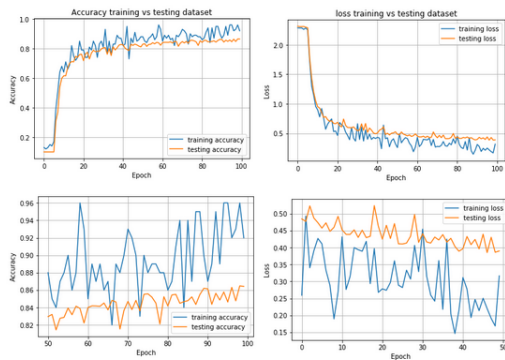 Accuracy training vs testing dataset
1.0
0.8
0.6
0.4
0.2
Accuracy
training accuracy
testing accuracy
0 20 40 60 80 100
Epoch
loss training vs testing dataset
2.0
1.5
1.0
0.5
Loss
training loss
testing loss
0 20 40 60 80 100
Epoch
0.96
0.94
0.92
0.90
0.88
0.86
0.84
0.82
Accuracy
training accuracy
testing accuracy
50 60 70 80 90 100
Epoch
0.50
0.45
0.40
0.35
0.30
0.25
0.20
0.15
Loss
training loss
testing loss
0 10 20 30 40 50
Epoch